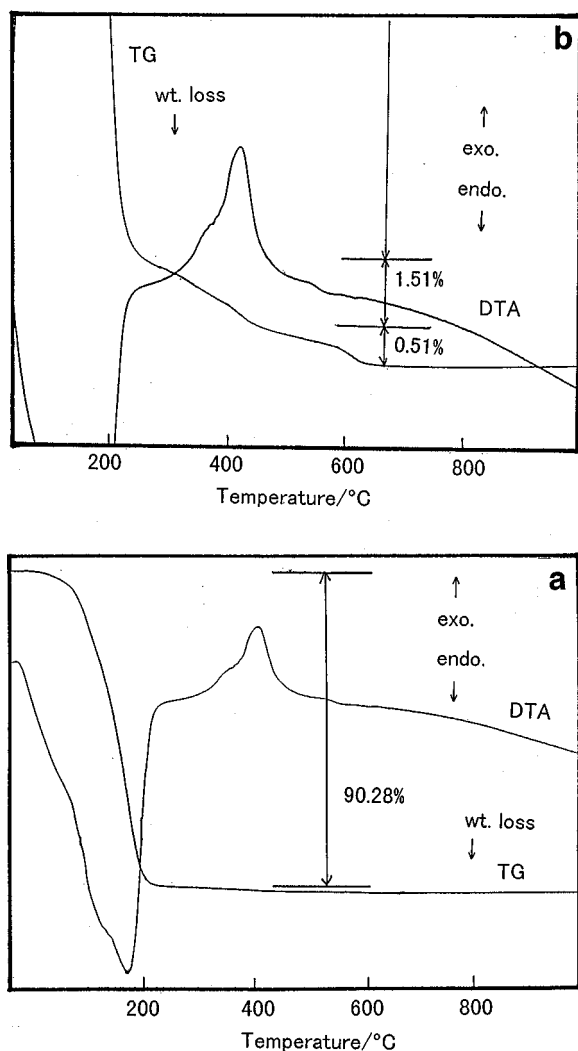 b
TG
wt. loss
exo.
endo.
1.51%
DTA
0.51%
200 400 600 800
Temperature/°C
a
exo.
endo.
DTA
90.28%
wt. loss
TG
200 400 600 800
Temperature/°C